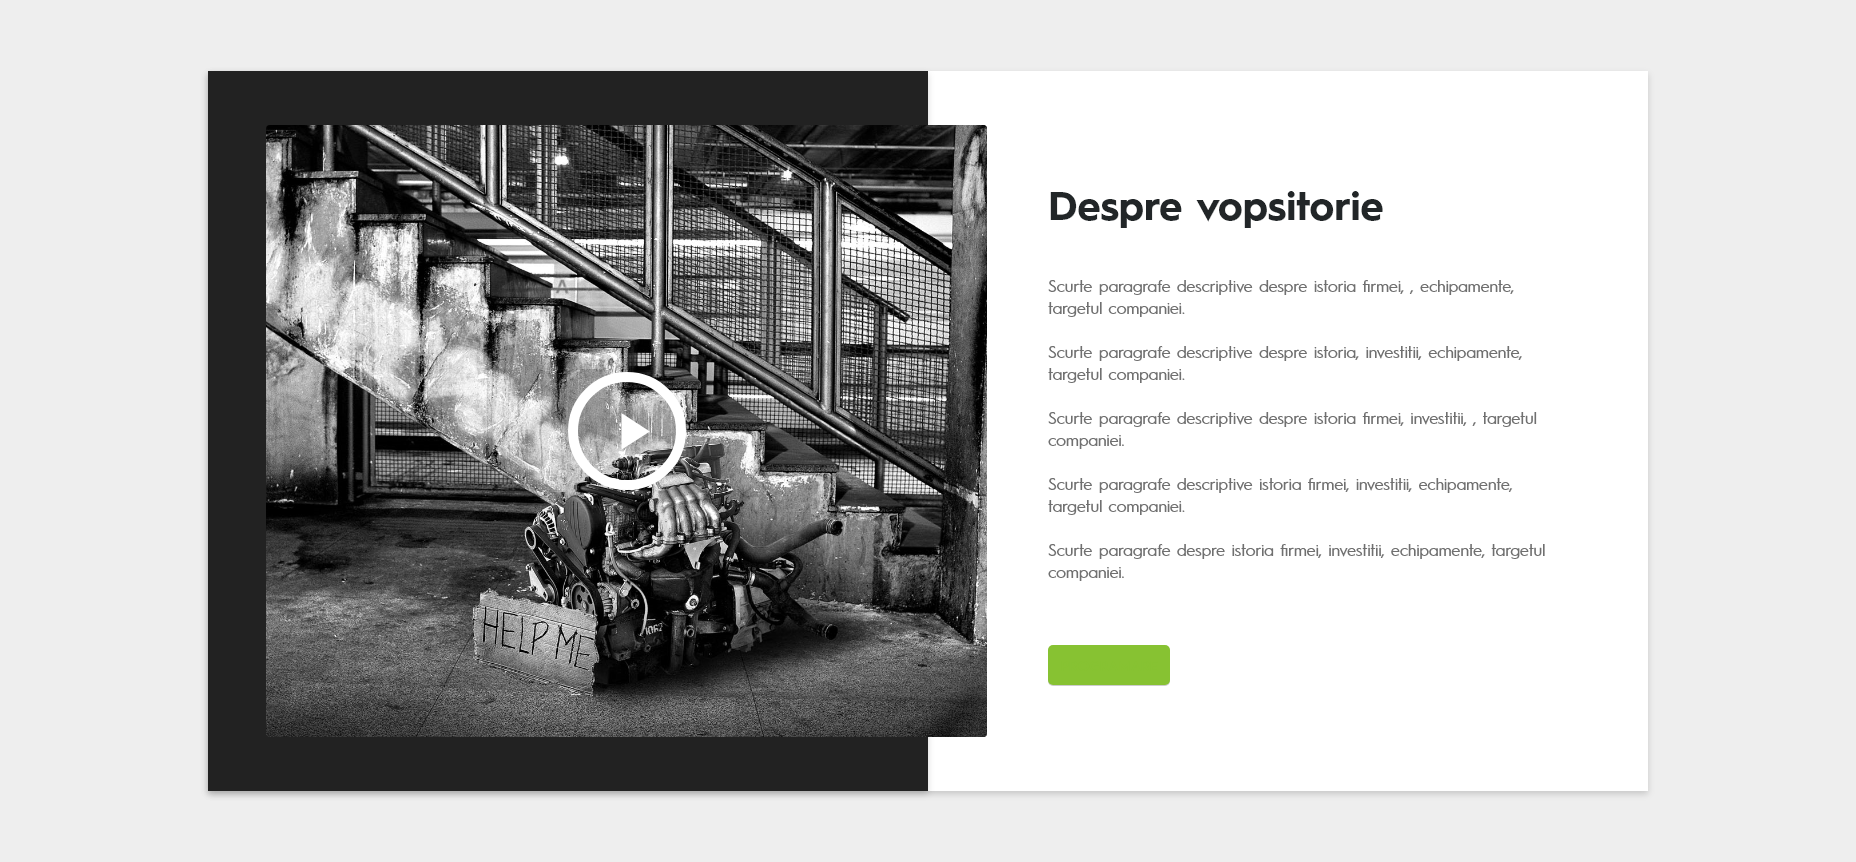 Despre vopsitorie
Scurte paragrafe descriptive despre istoria firmei, , echipamente,
targetul companiei.
Scurte paragrafe descriptive despre istoria, investitii, echipamente,
targetul companiei.
Scurte paragrafe descriptive despre istoria firmei, investitii, , targetul
companiei.
Scurte paragrafe descriptive istoria firmei, investitii, echipamente,
targetul companiei.
Scurte paragrafe despre istoria firmei, investitii, echipamente, targetul
companiei.
A
HELP ME